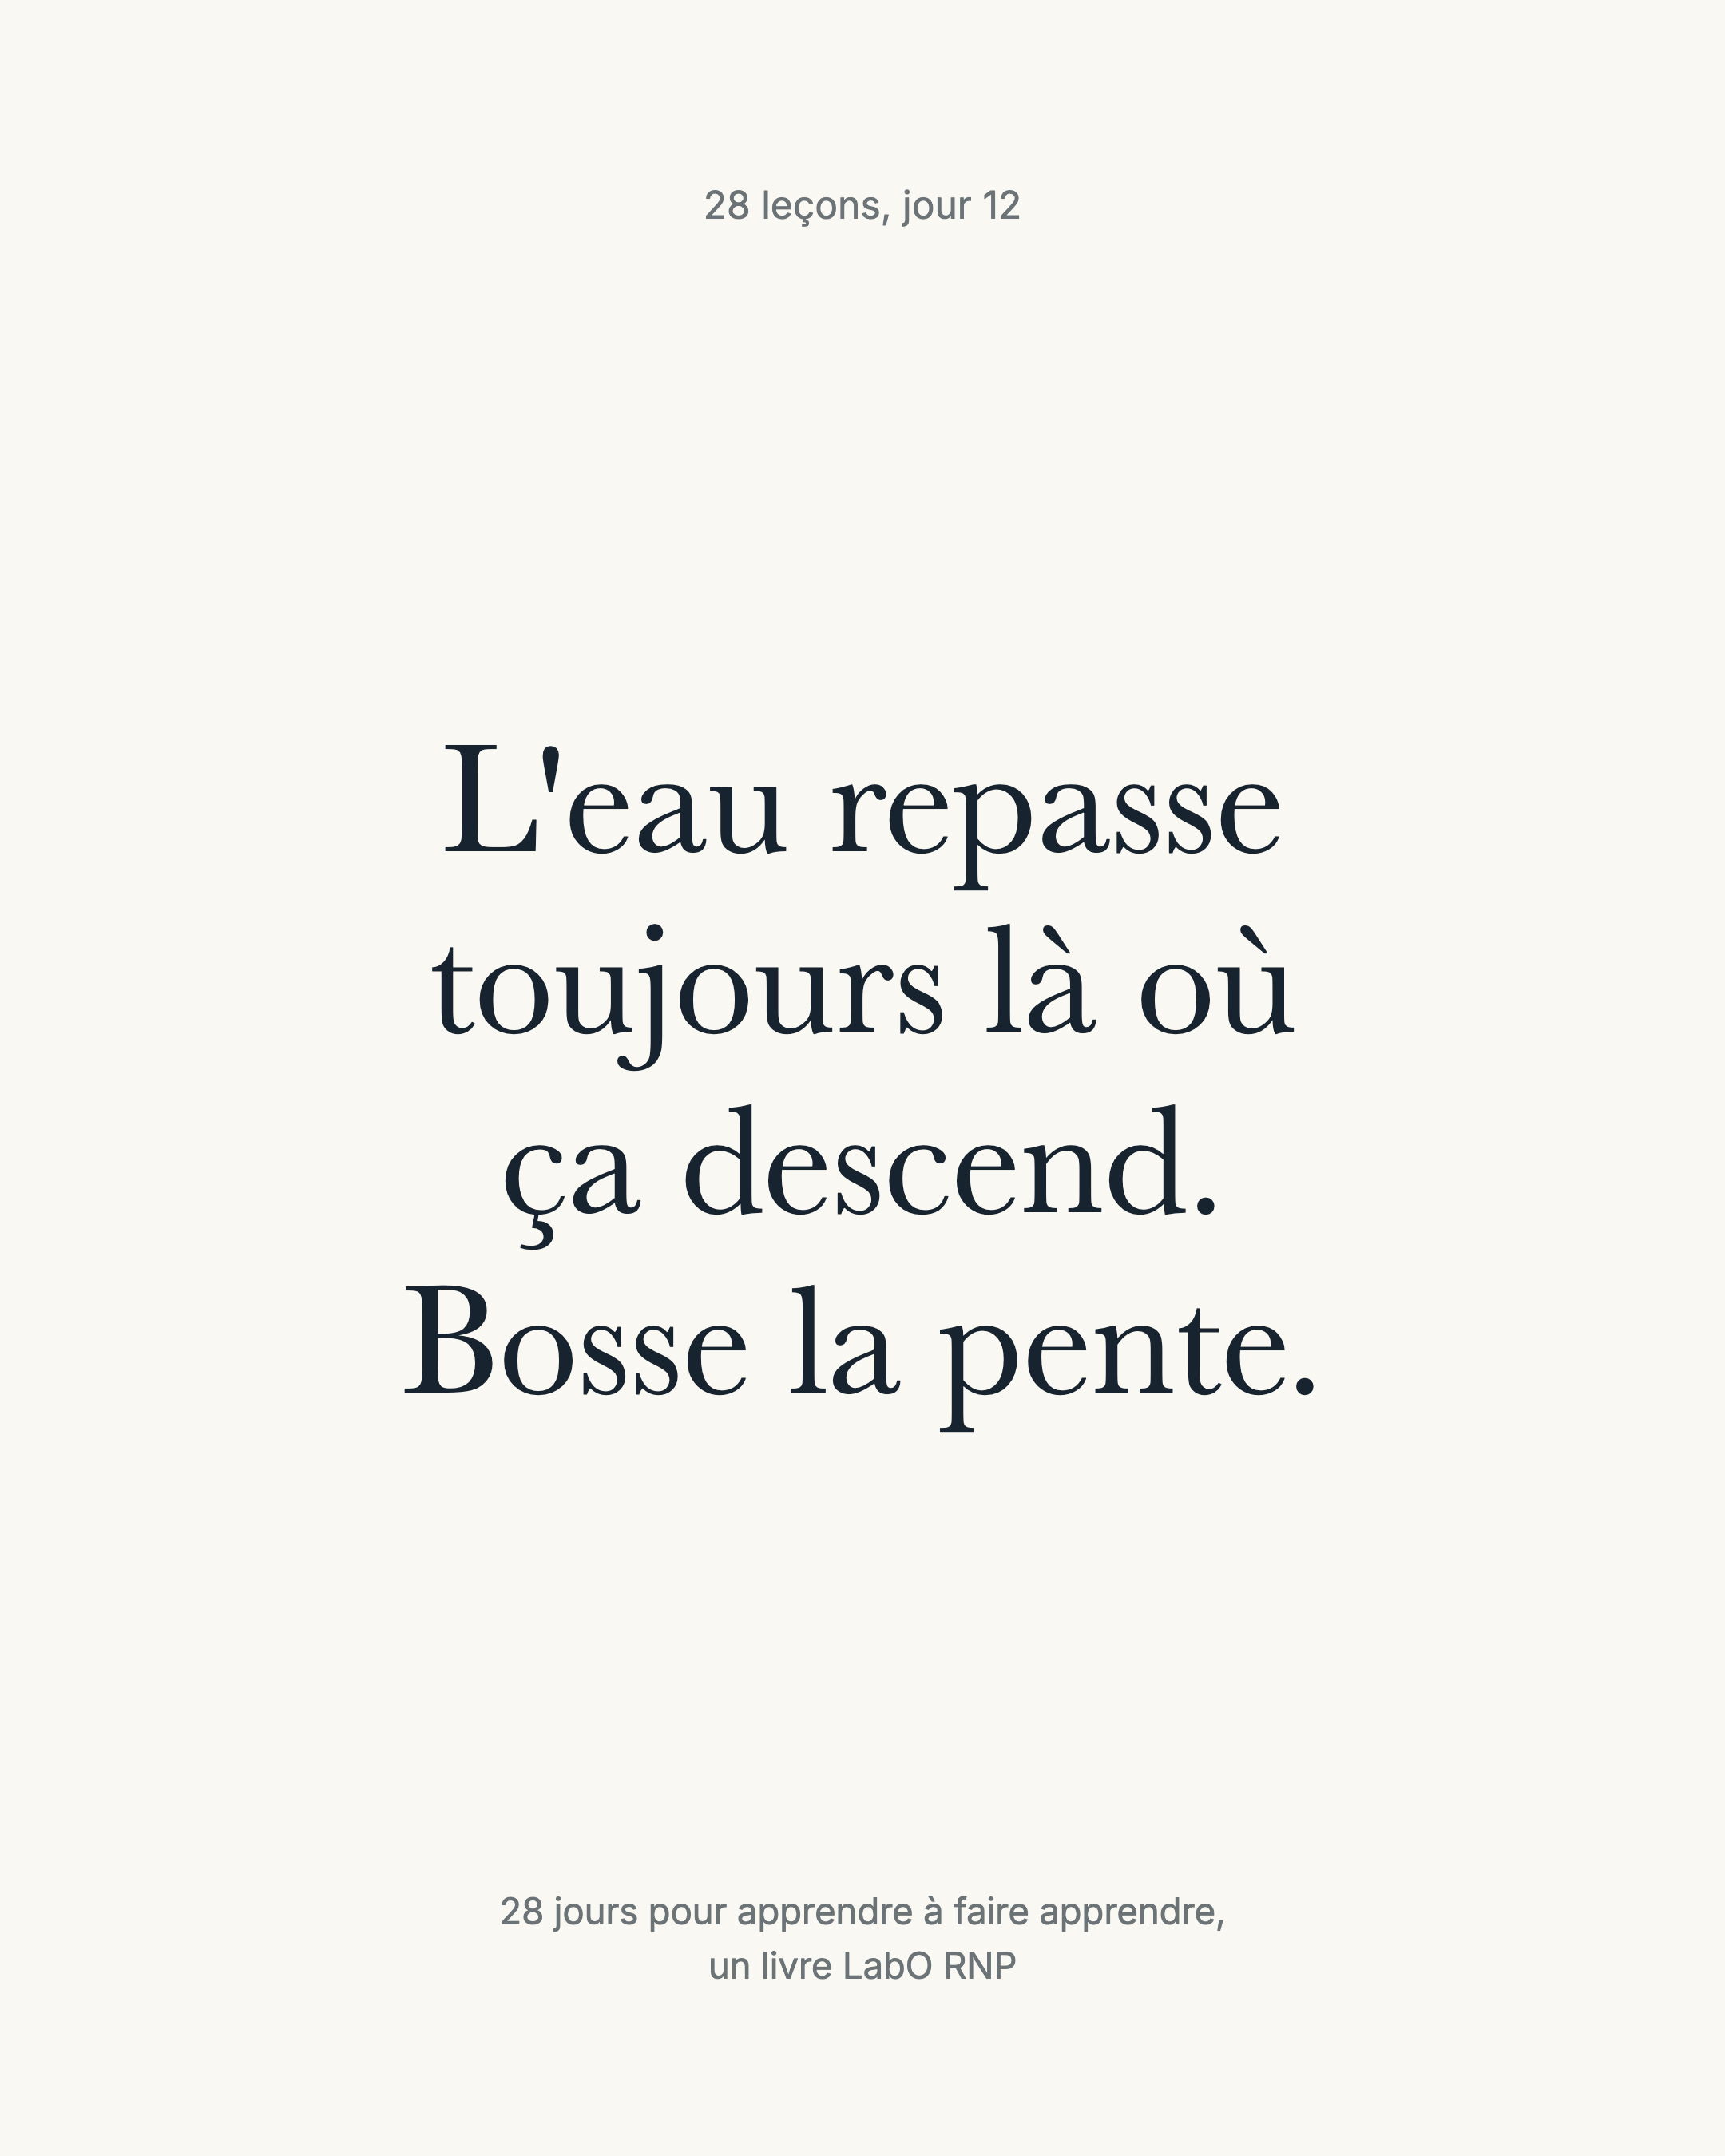 28 leçons, jour 12
L'eau repasse
toujours là où
ça descend.
Bosse la pente.
28 jours pour apprendre à faire apprendre,
un livre LabO RNP